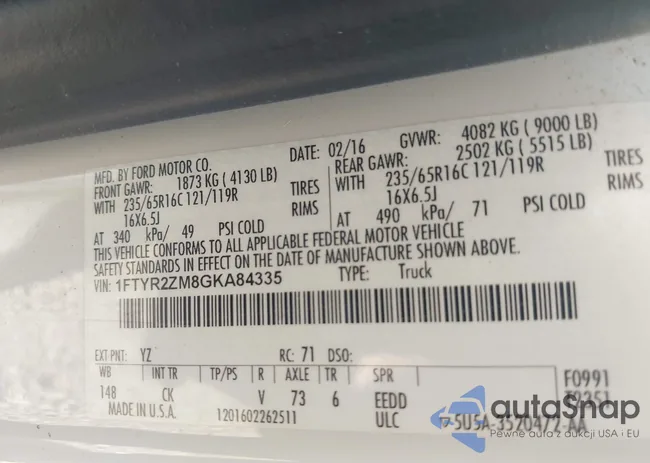 MFD. BY FORD MOTOR CO.
DATE: 02/16 GVWR: 4082 KG ( 9000 LB)
FRONT GAWR: 1873 KG ( 4130 LB) REAR GAWR: 2502 KG ( 5515 LB)
WITH 235/65R16C 121/119R TIRES WITH 235/65R16C 121/119R TIRES
16X6.5J RIMS 16X6.5J RIMS
AT 340 kPa/ 49 PSI COLD AT 490 kPa/ 71 PSI COLD
THIS VEHICLE CONFORMS TO ALL APPLICABLE FEDERAL MOTOR VEHICLE
SAFETY STANDARDS IN EFFECT ON THE DATE OF MANUFACTURE SHOWN ABOVE.
VIN: 1FTYR2ZM8GKA84335 TYPE: Truck
EXT PNT: YZ RC: 71 DSO:
WB INT TR TP/PS R AXLE TR SPR F0991
148 CK V 73 6 EEDD
MADE IN U.S.A. 1201602262511 ULC
autoSnap
Pewne auta z licytacji USA i EU